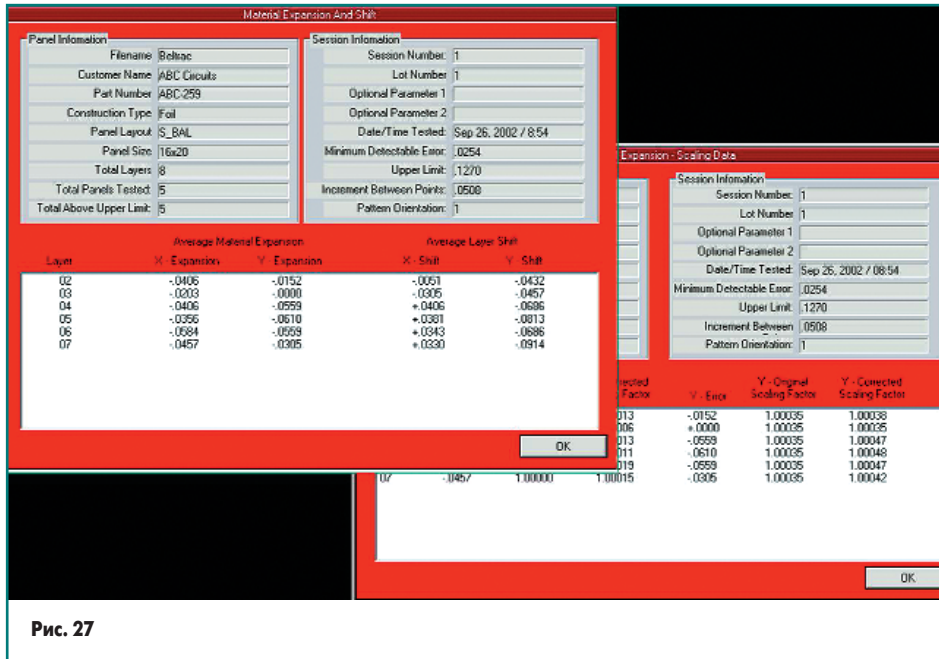 Material Expansion And Shift
Panel Infomation
Filename Beltrac
Customer Name ABC Circuits
Part Number ABC-259
Construction Type Foil
Panel Layout S_BAL
Panel Size 16x20
Total Layers 8
Total Panels Tested: 5
Total Above Upper Limit: 5
Session Infomation
Session Number: 1
Lot Number 1
Optional Parameter 1
Optional Parameter 2
Date/Time Tested: Sep 26, 2002 / 8:54
Minimum Detectable Error: .0254
Upper Limit: .1270
Increment Between Points: .0508
Pattern Orientation: 1
Average Material Expansion Average Layer Shift
Layer X - Expansion Y - Expansion X - Shift Y - Shift
02 -.0406 -.0152 -.0051 -.0432
03 -.0203 -.0000 -.0305 -.0457
04 -.0406 -.0559 +.0406 -.0686
05 -.0356 -.0610 +.0381 -.0813
06 -.0584 -.0559 +.0343 -.0686
07 -.0457 -.0305 +.0330 -.0914
OK
Expansion - Scaling Data
Session Infomation
Session Number: 1
Lot Number 1
Optional Parameter 1
Optional Parameter 2
Date/Time Tested: Sep 26, 2002 / 08:54
Minimum Detectable Error: .0254
Upper Limit: .1270
Increment Between .0508
Pattern Orientation: 1
rected Y - Original Y - Corrected
Factor Y - Error Scaling Factor Scaling Factor
013 -.0152 1.00035 1.00038
006 +.0000 1.00035 1.00035
013 -.0559 1.00035 1.00047
011 -.0610 1.00035 1.00048
019 -.0559 1.00035 1.00047
07 -.0457 1.00000 1.00015 -.0305 1.00035 1.00042
OK
Рис. 27